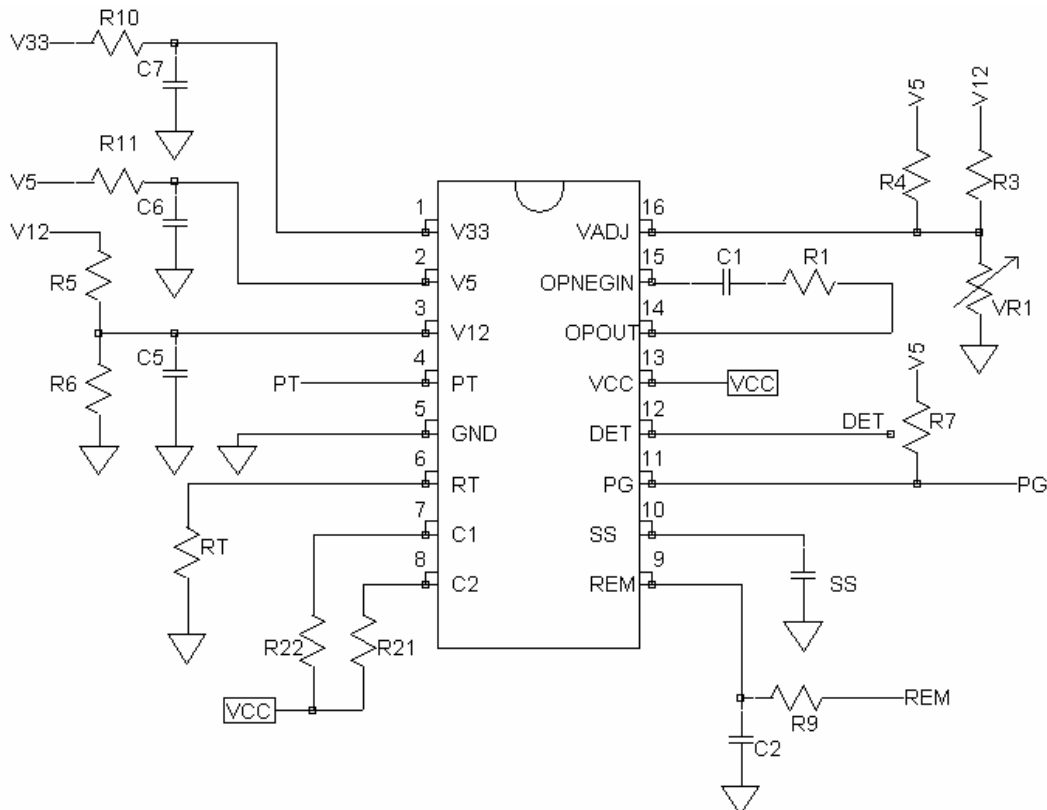 R10
V33
C7
R11
V5
C6
V12
R5
R6
C5
PT
RT
R22
R21
VCC
1
V33
2
V5
3
V12
4
PT
5
GND
6
RT
7
C1
8
C2
16
VADJ
15
OPNEGIN
14
OPOUT
13
VCC
12
DET
11
PG
10
SS
9
REM
V5
V12
R4
R3
C1
R1
VR1
VCC
V5
DET
R7
PG
SS
REM
R9
C2